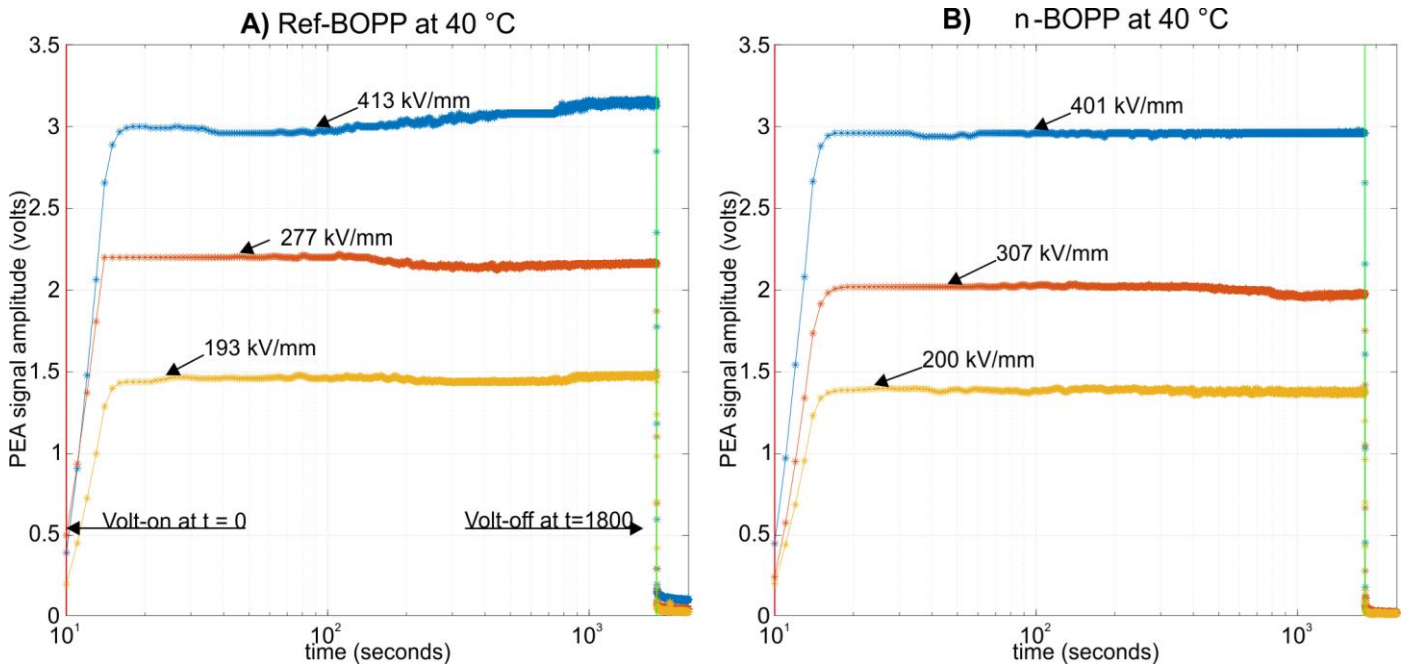 A) Ref-BOPP at 40 °C
3.5
3
2.5
2
1.5
1
0.5
0
PEA signal amplitude (volts)
413 kV/mm
277 kV/mm
193 kV/mm
Volt-on at t = 0
Volt-off at t=1800
10¹
10²
10³
time (seconds)
B) n-BOPP at 40 °C
3.5
3
2.5
2
1.5
1
0.5
0
PEA signal amplitude (volts)
401 kV/mm
307 kV/mm
200 kV/mm
10¹
10²
10³
time (seconds)